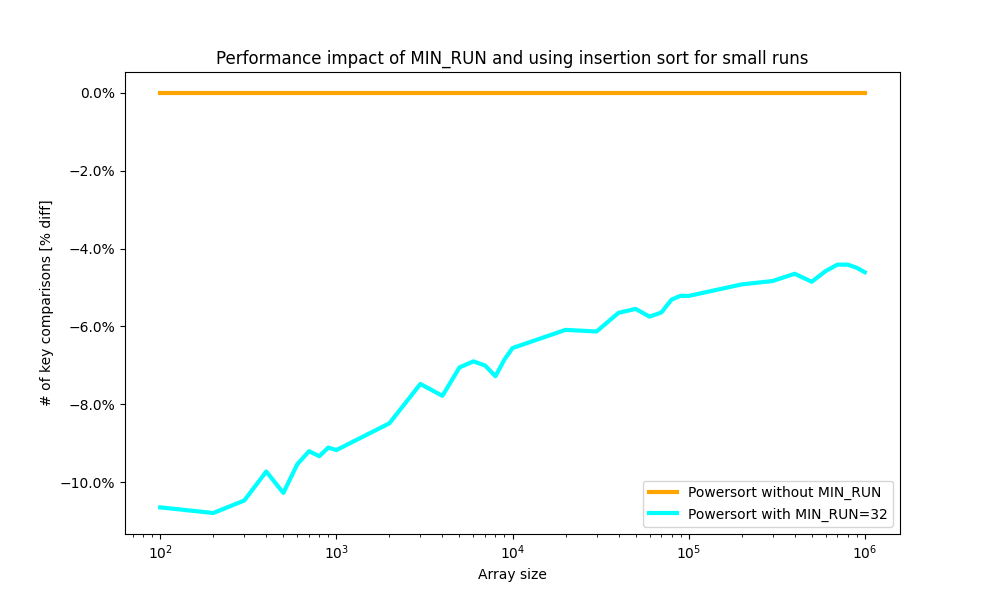 Performance impact of MIN_RUN and using insertion sort for small runs
# of key comparisons [% diff]
0.0%
−2.0%
−4.0%
−6.0%
−8.0%
−10.0%
Powersort without MIN_RUN
Powersort with MIN_RUN=32
10² 10³ 10⁴ 10⁵ 10⁶
Array size